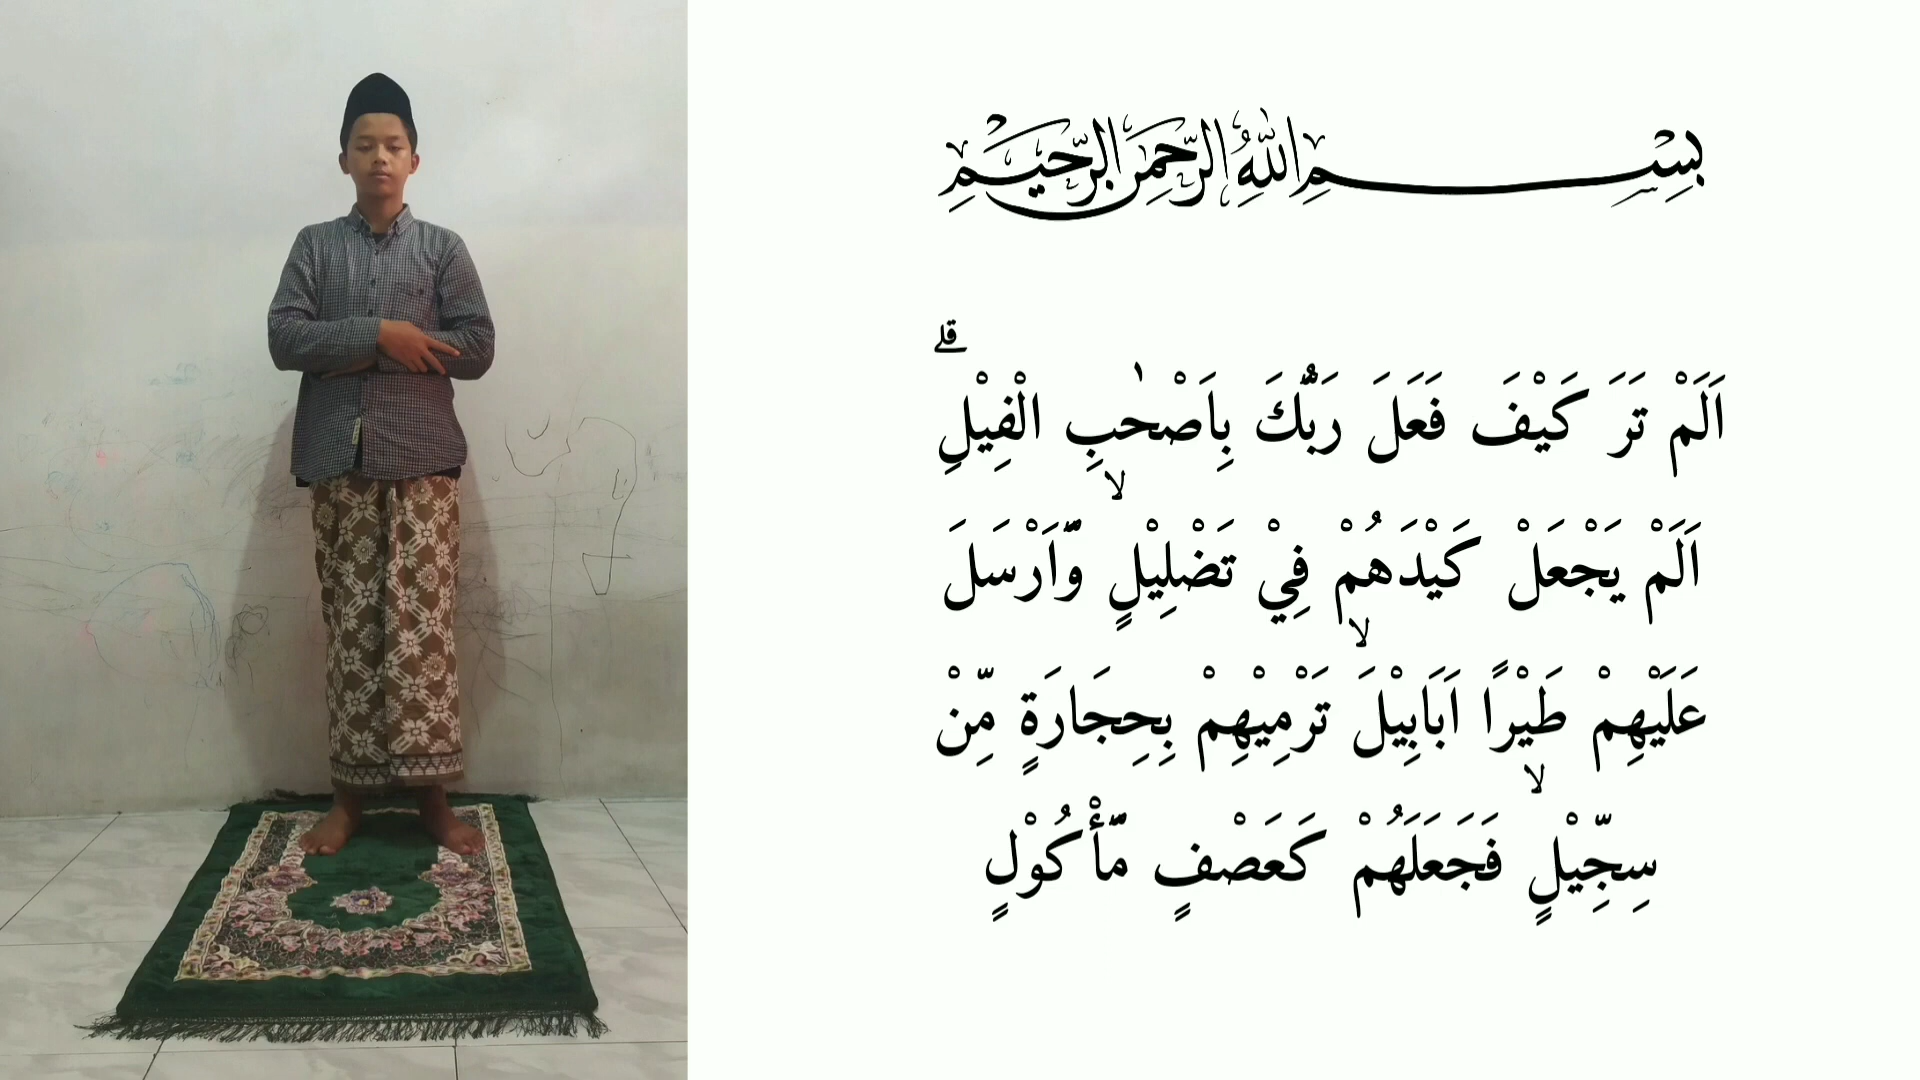 بِسْمِ اللّٰهِ الرَّحْمٰنِ الرَّحِيْمِ
اَلَمْ تَرَ كَيْفَ فَعَلَ رَبُّكَ بِاَصْحٰبِ الْفِيْلِۗ
اَلَمْ يَجْعَلْ كَيْدَهُمْ فِيْ تَضْلِيْلٍۙ وَّاَرْسَلَ
عَلَيْهِمْ طَيْرًا اَبَابِيْلَۙ تَرْمِيْهِمْ بِحِجَارَةٍ مِّنْ
سِجِّيْلٍۙ فَجَعَلَهُمْ كَعَصْفٍ مَّأْكُوْلٍ